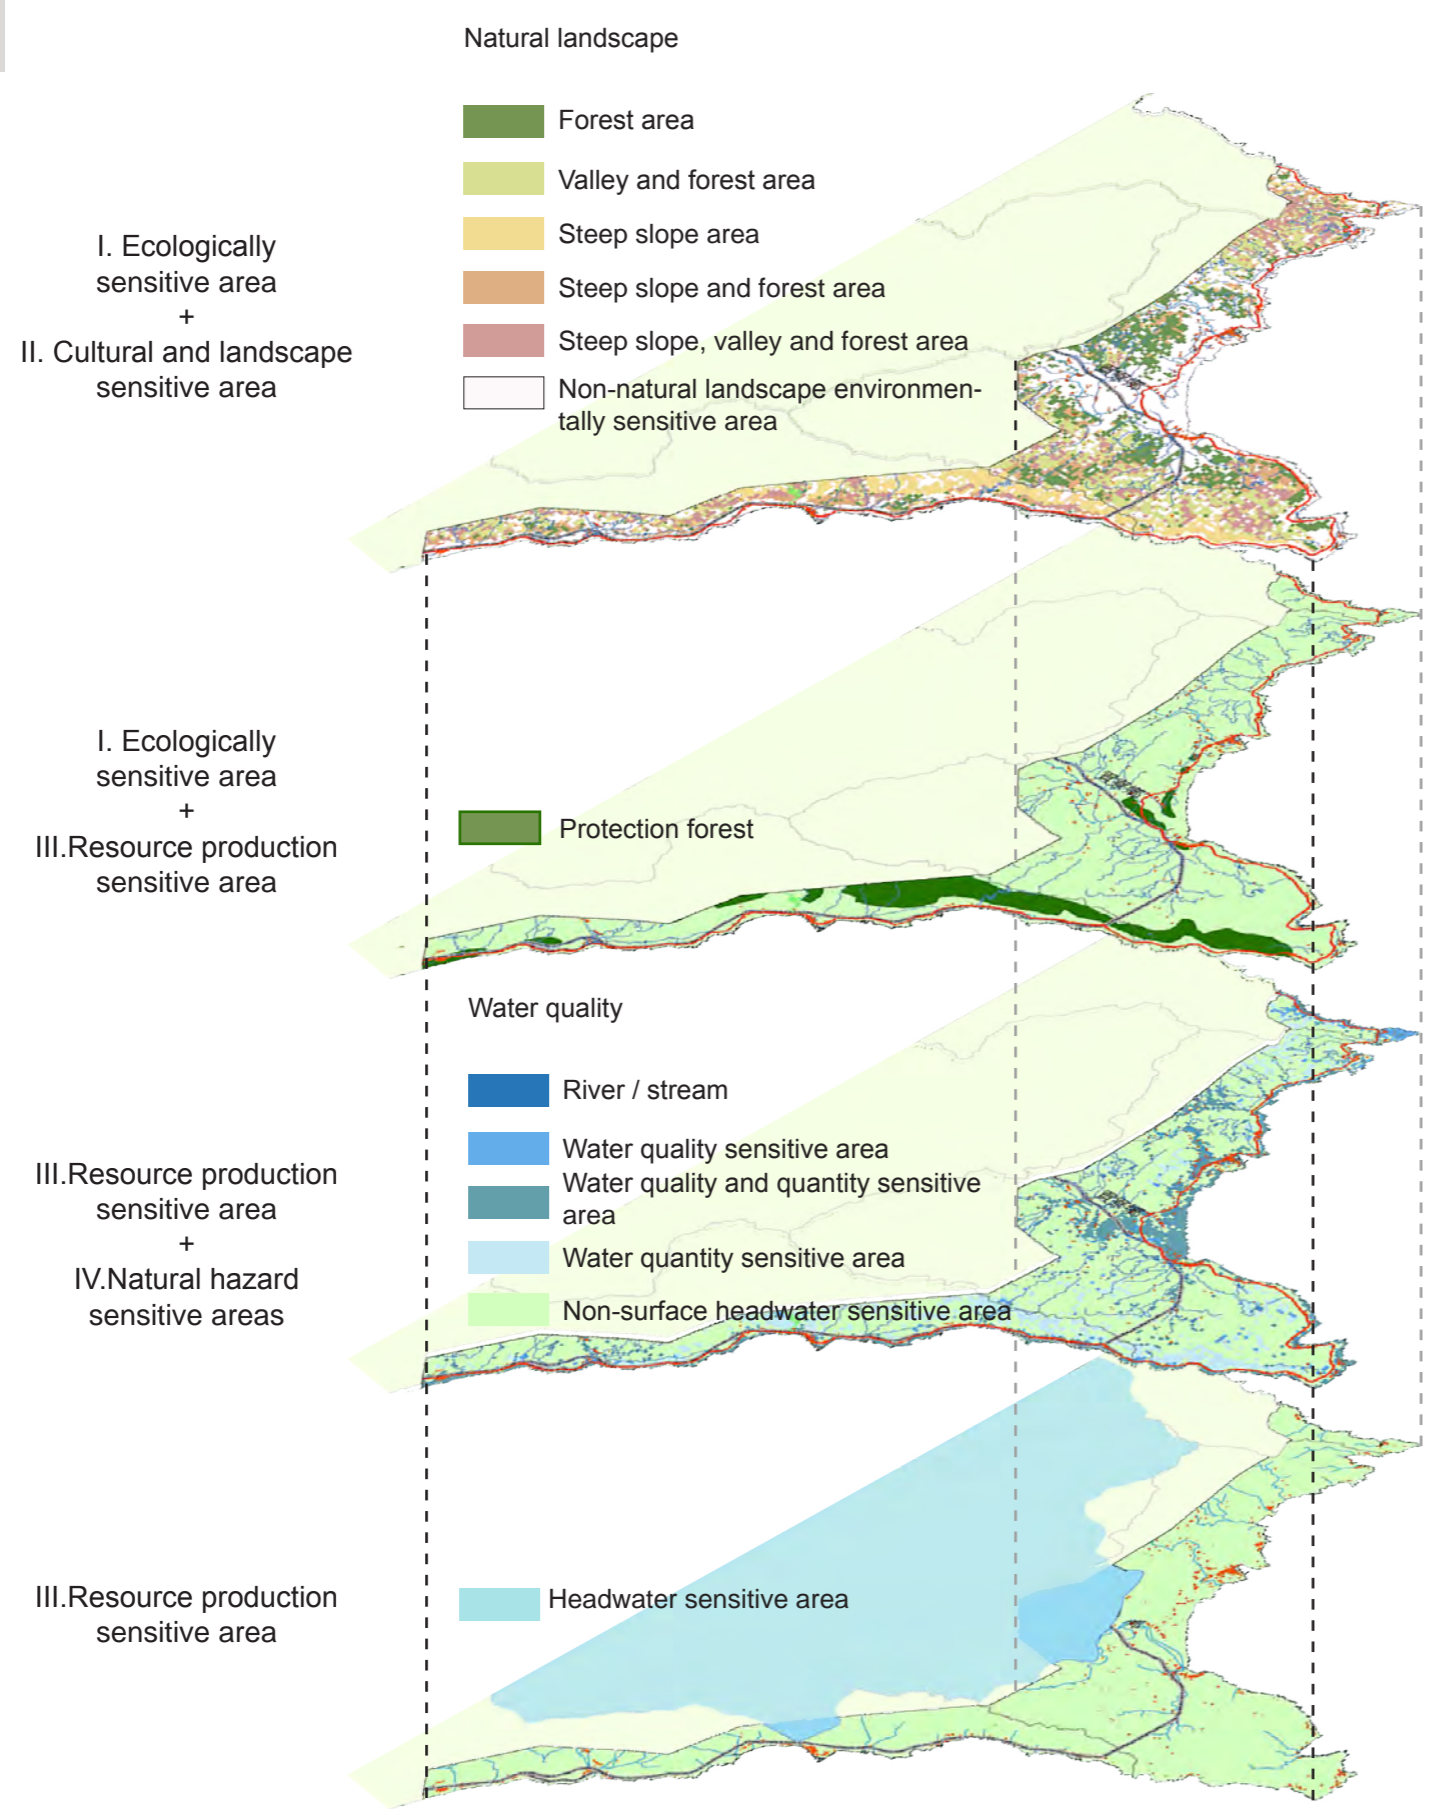 Natural landscape
Forest area
Valley and forest area
Steep slope area
Steep slope and forest area
Steep slope, valley and forest area
Non-natural landscape environmen-
tally sensitive area
I. Ecologically
sensitive area
+
II. Cultural and landscape
sensitive area
I. Ecologically
sensitive area
+
III.Resource production
sensitive area
Protection forest
Water quality
River / stream
Water quality sensitive area
Water quality and quantity sensitive
area
Water quantity sensitive area
Non-surface headwater sensitive area
III.Resource production
sensitive area
+
IV.Natural hazard
sensitive areas
III.Resource production
sensitive area
Headwater sensitive area